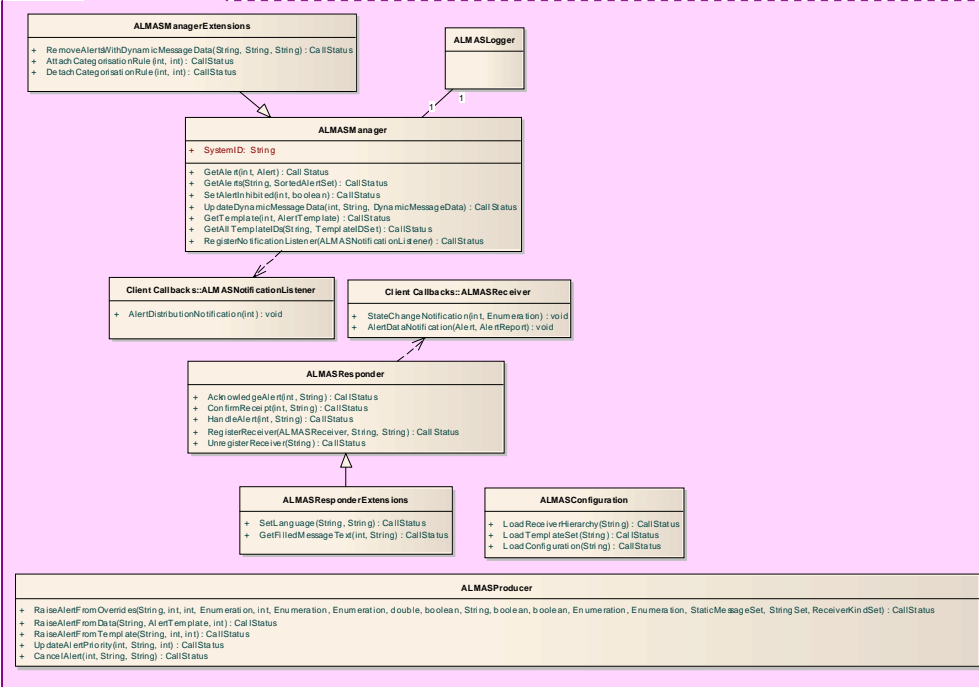 ALMASManagerExtensions
+ RemoveAlertsWithDynamicMessageData(String, String, String) : CallStatus
+ AttachCategorisationRule(int, int) : CallStatus
+ DetachCategorisationRule(int, int) : CallStatus
ALMASLogger
1
1
ALMASManager
+ SystemID: String
+ GetAlert(int, Alert) : CallStatus
+ GetAlerts(String, SortedAlertSet) : CallStatus
+ SetAlertInhibited(int, boolean) : CallStatus
+ UpdateDynamicMessageData(int, String, DynamicMessageData) : CallStatus
+ GetTemplate(int, AlertTemplate) : CallStatus
+ GetAllTemplateIDs(String, TemplateIDSet) : CallStatus
+ RegisterNotificationListener(ALMASNotificationListener) : CallStatus
Client Callbacks::ALMASNotificationListener
+ AlertDistributionNotification(int) : void
Client Callbacks::ALMASReceiver
+ StateChangeNotification(int, Enumeration) : void
+ AlertDataNotification(Alert, AlertReport) : void
ALMASResponder
+ AcknowledgeAlert(int, String) : CallStatus
+ ConfirmReceipt(int, String) : CallStatus
+ HandleAlert(int, String) : CallStatus
+ RegisterReceiver(ALMASReceiver, String, String) : CallStatus
+ UnregisterReceiver(String) : CallStatus
ALMASResponderExtensions
+ SetLanguage(String, String) : CallStatus
+ GetFilledMessageText(int, String) : CallStatus
ALMASConfiguration
+ LoadReceiverHierarchy(String) : CallStatus
+ LoadTemplateSet(String) : CallStatus
+ LoadConfiguration(String) : CallStatus
ALMASProducer
+ RaiseAlertFromOverrides(String, int, int, Enumeration, int, Enumeration, Enumeration, double, boolean, String, boolean, boolean, Enumeration, Enumeration, StaticMessageSet, StringSet, ReceiverKindSet) : CallStatus
+ RaiseAlertFromData(String, AlertTemplate, int) : CallStatus
+ RaiseAlertFromTemplate(String, int, int) : CallStatus
+ UpdateAlertPriority(int, String, int) : CallStatus
+ CancelAlert(int, String, String) : CallStatus